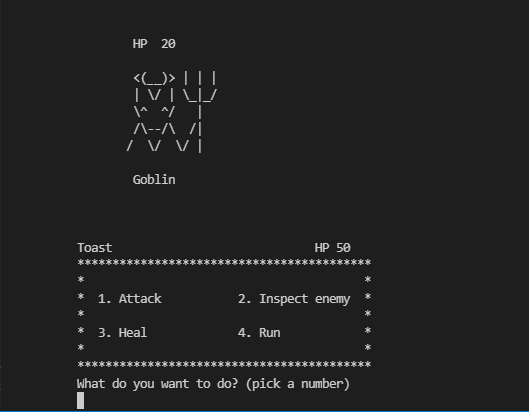 HP  20
<(__)> | | |
| \/ | \_|_/
\^  ^/   |
/\--/\  /|
/  \/  \/ |
Goblin
Toast                             HP 50
******************************************
*                                        *
*  1. Attack           2. Inspect enemy  *
*                                        *
*  3. Heal             4. Run            *
*                                        *
******************************************
What do you want to do? (pick a number)